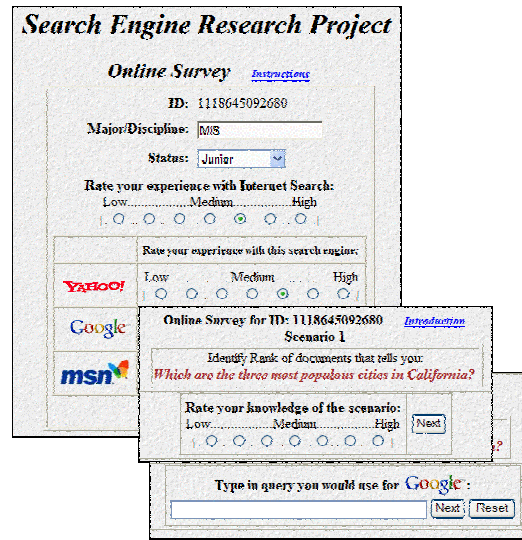 Search Engine Research Project
Online Survey Instructions
ID: 1118645092680
Major/Discipline: MIS
Status: Junior
Rate your experience with Internet Search:
Low......................Medium......................High
Rate your experience with this search engine:
YAHOO!
Low Medium ... High
Google
msn
Online Survey for ID: 1118645092680 Introduction
Scenario 1
Identify Rank of documents that tells you:
Which are the three most populous cities in California?
Rate your knowledge of the scenario:
Low......................Medium......................High
Next
?
Type in query you would use for Google :
Next Reset